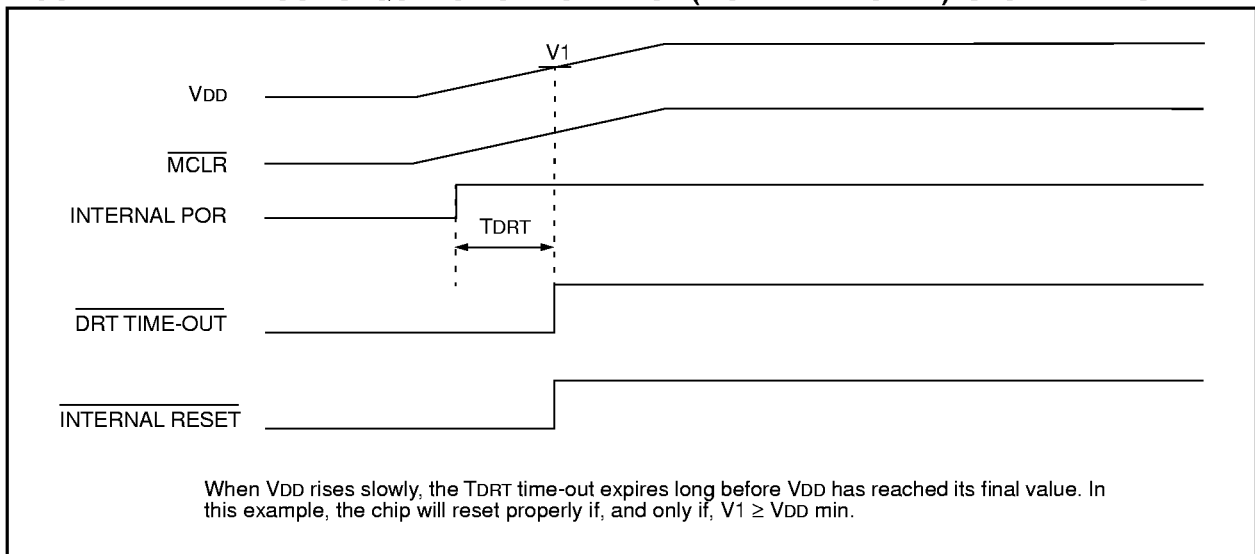 V1
VDD
MCLR
INTERNAL POR
TDRT
DRT TIME-OUT
INTERNAL RESET
When VDD rises slowly, the TDRT time-out expires long before VDD has reached its final value. In
this example, the chip will reset properly if, and only if, V1 ≥ VDD min.